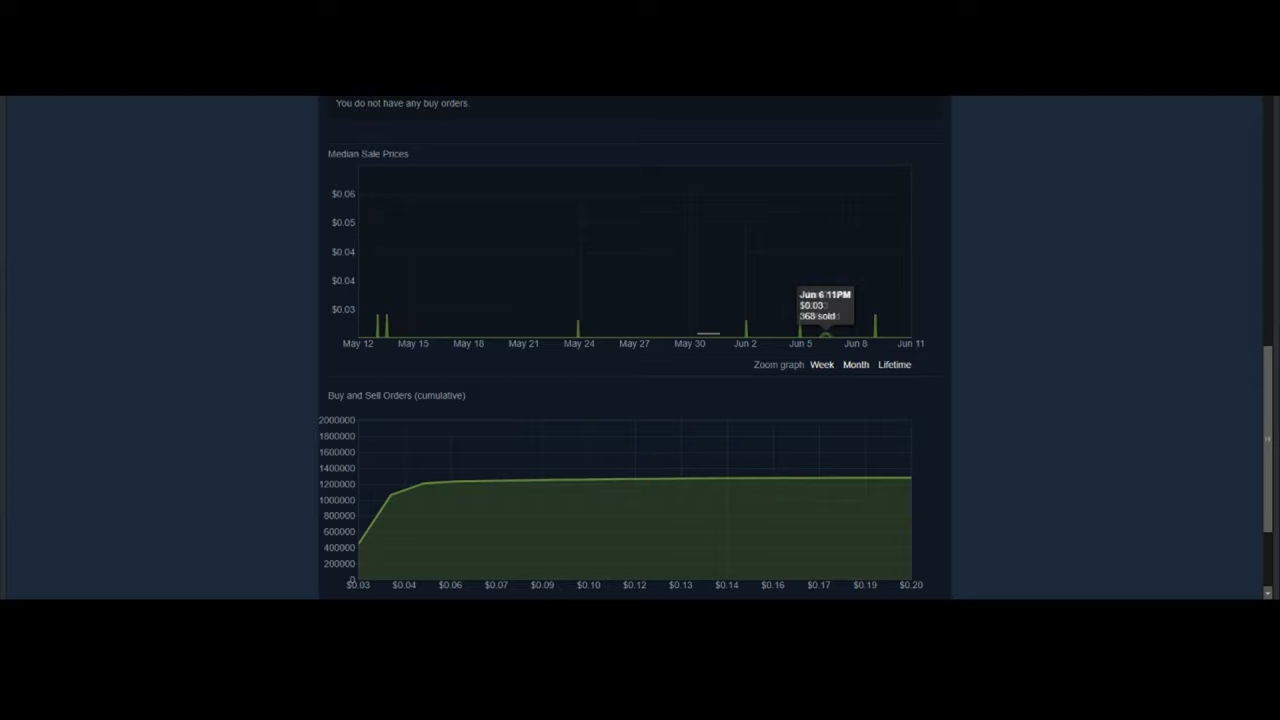 You do not have any buy orders.
Median Sale Prices
$0.06
$0.05
$0.04
$0.04
$0.03
Jun 6 11PM
$0.03
368 sold
May 12 May 15 May 18 May 21 May 24 May 27 May 30 Jun 2 Jun 5 Jun 8 Jun 11
Zoom graph Week Month Lifetime
Buy and Sell Orders (cumulative)
2000000
1800000
1600000
1400000
1200000
1000000
800000
600000
400000
200000
0
$0.03 $0.04 $0.06 $0.07 $0.09 $0.10 $0.12 $0.13 $0.14 $0.16 $0.17 $0.19 $0.20